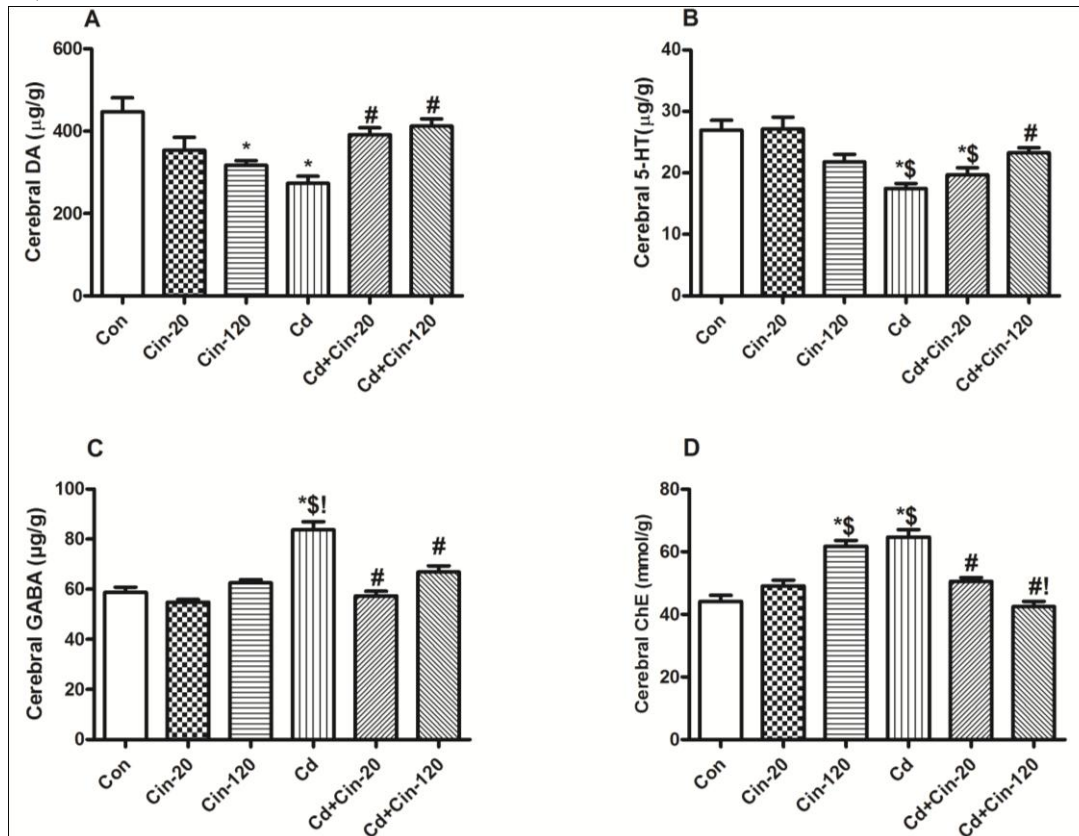 A
Cerebral DA (µg/g)
600
400
200
0
*
*
#
#
Con
Cin-20
Cin-120
Cd
Cd+Cin-20
Cd+Cin-120
B
Cerebral 5-HT(µg/g)
40
30
20
10
0
*$
*$
#
Con
Cin-20
Cin-120
Cd
Cd+Cin-20
Cd+Cin-120
C
Cerebral GABA (µg/g)
100
80
60
40
20
0
*$!
#
#
Con
Cin-20
Cin-120
Cd
Cd+Cin-20
Cd+Cin-120
D
Cerebral ChE (mmol/g)
80
60
40
20
0
*$
*$
#
#!
Con
Cin-20
Cin-120
Cd
Cd+Cin-20
Cd+Cin-120